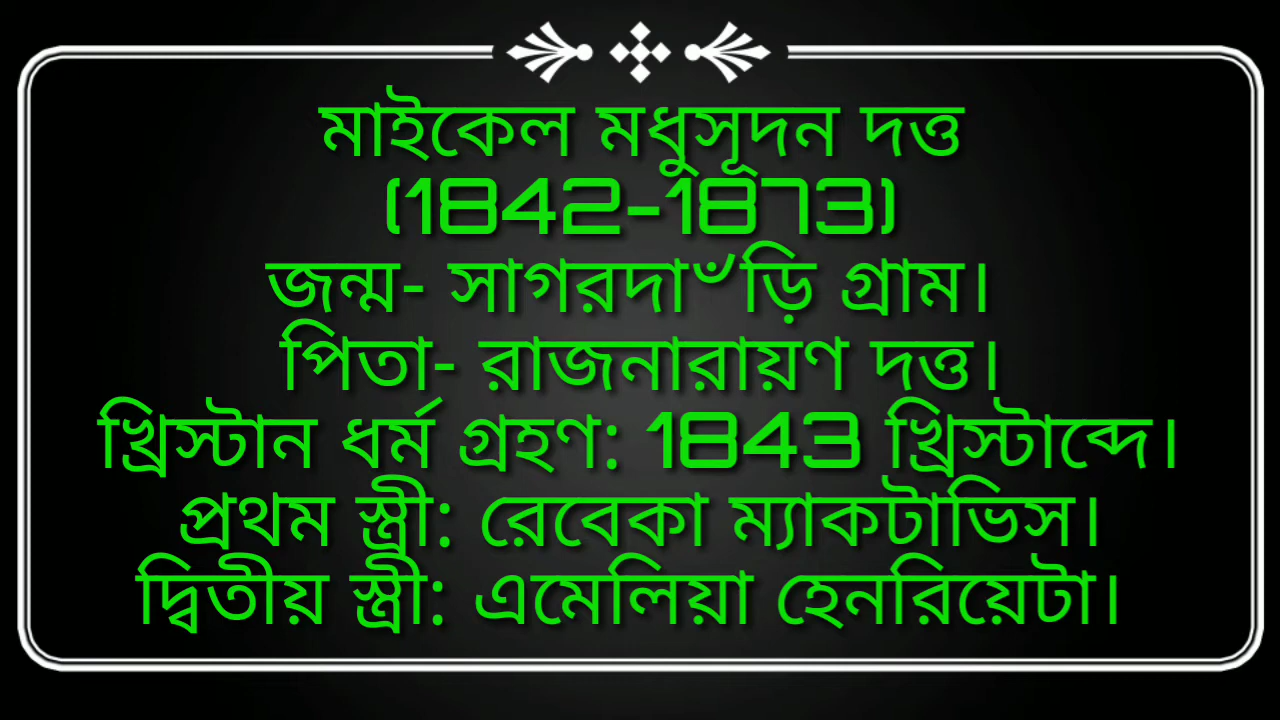 মাইকেল মধুসূদন দত্ত
(1842-1873)
জন্ম- সাগরদাঁড়ি গ্রাম।
পিতা- রাজনারায়ণ দত্ত।
খ্রিস্টান ধর্ম গ্রহণ: 1843 খ্রিস্টাব্দে।
প্রথম স্ত্রী: রেবেকা ম্যাকটাভিস।
দ্বিতীয় স্ত্রী: এমেলিয়া হেনরিয়েটা।